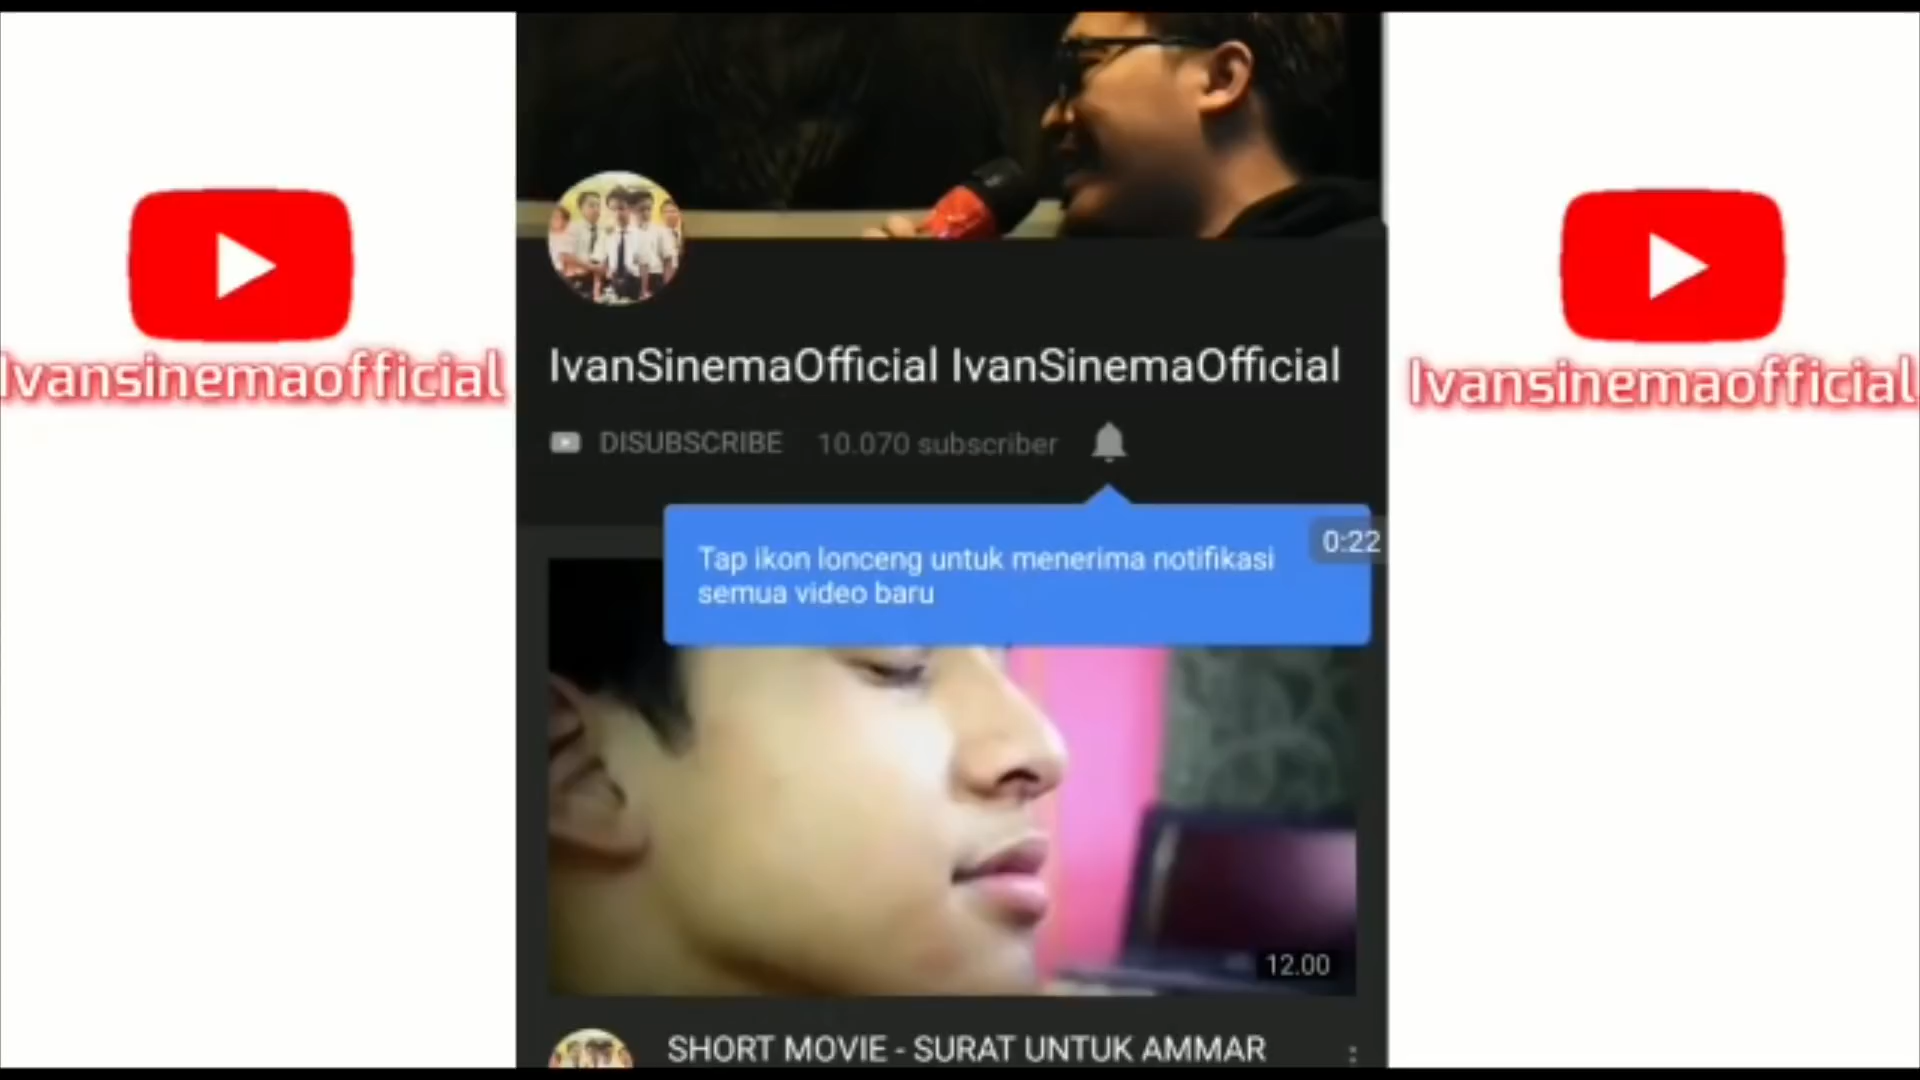 Ivansinemaofficial
IvanSinemaOfficial IvanSinemaOfficial
Ivansinemaofficial
DISUBSCRIBE 10.070 subscriber
0:22
Tap ikon lonceng untuk menerima notifikasi
semua video baru
12.00
SHORT MOVIE - SURAT UNTUK AMMAR